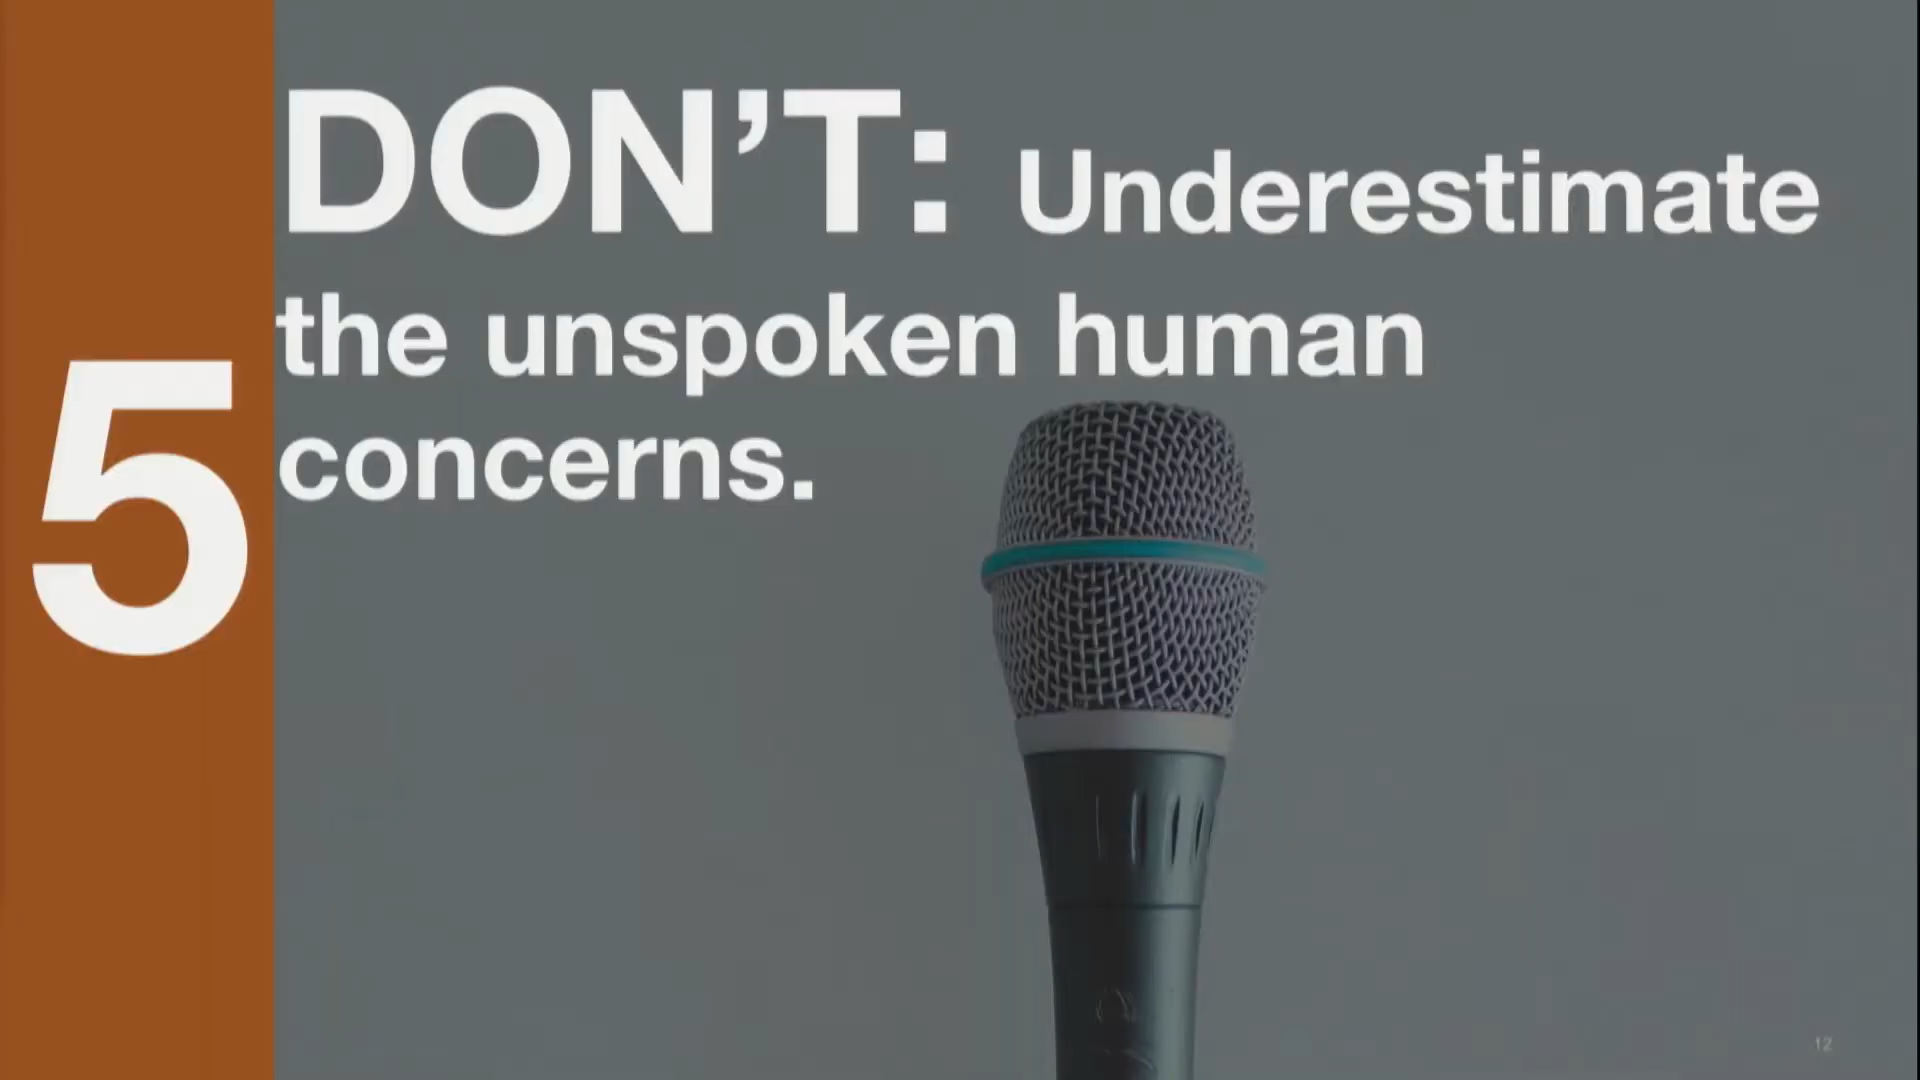 5
DON’T: Underestimate
the unspoken human
concerns.
12